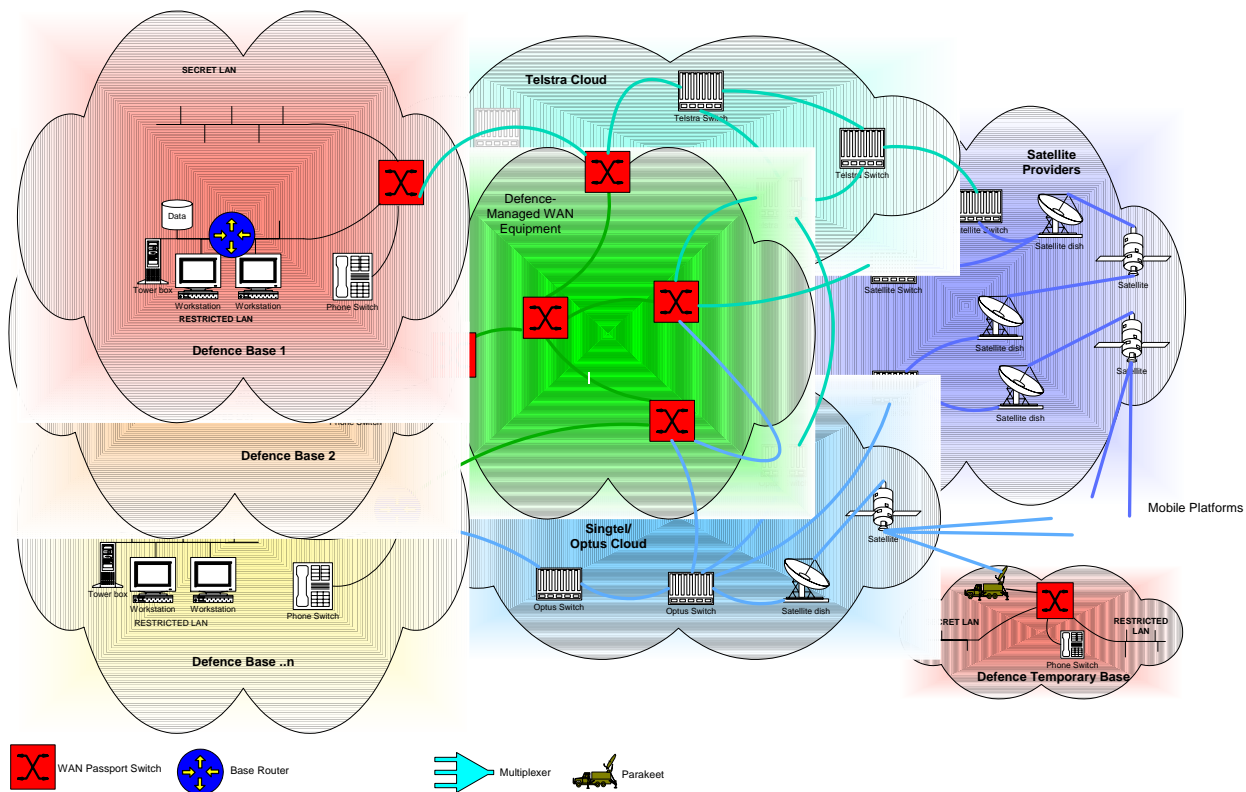 SECRET LAN
Data
Tower box
Workstation
Workstation
Phone Switch
RESTRICTED LAN
Defence Base 1
Defence Base 2
Tower box
Workstation
Workstation
Phone Switch
RESTRICTED LAN
Defence Base ..n
Telstra Cloud
Telstra Switch
Telstra Switch
Defence-
Managed WAN
Equipment
Satellite
Providers
Satellite dish
Satellite
Satellite Switch
Satellite dish
Satellite
Satellite dish
Mobile Platforms
Singtel/
Optus Cloud
Satellite
Optus Switch
Optus Switch
Satellite dish
LAN
RESTRICTED
LAN
Phone Switch
Defence Temporary Base
WAN Passport Switch
Base Router
Multiplexer
Parakeet